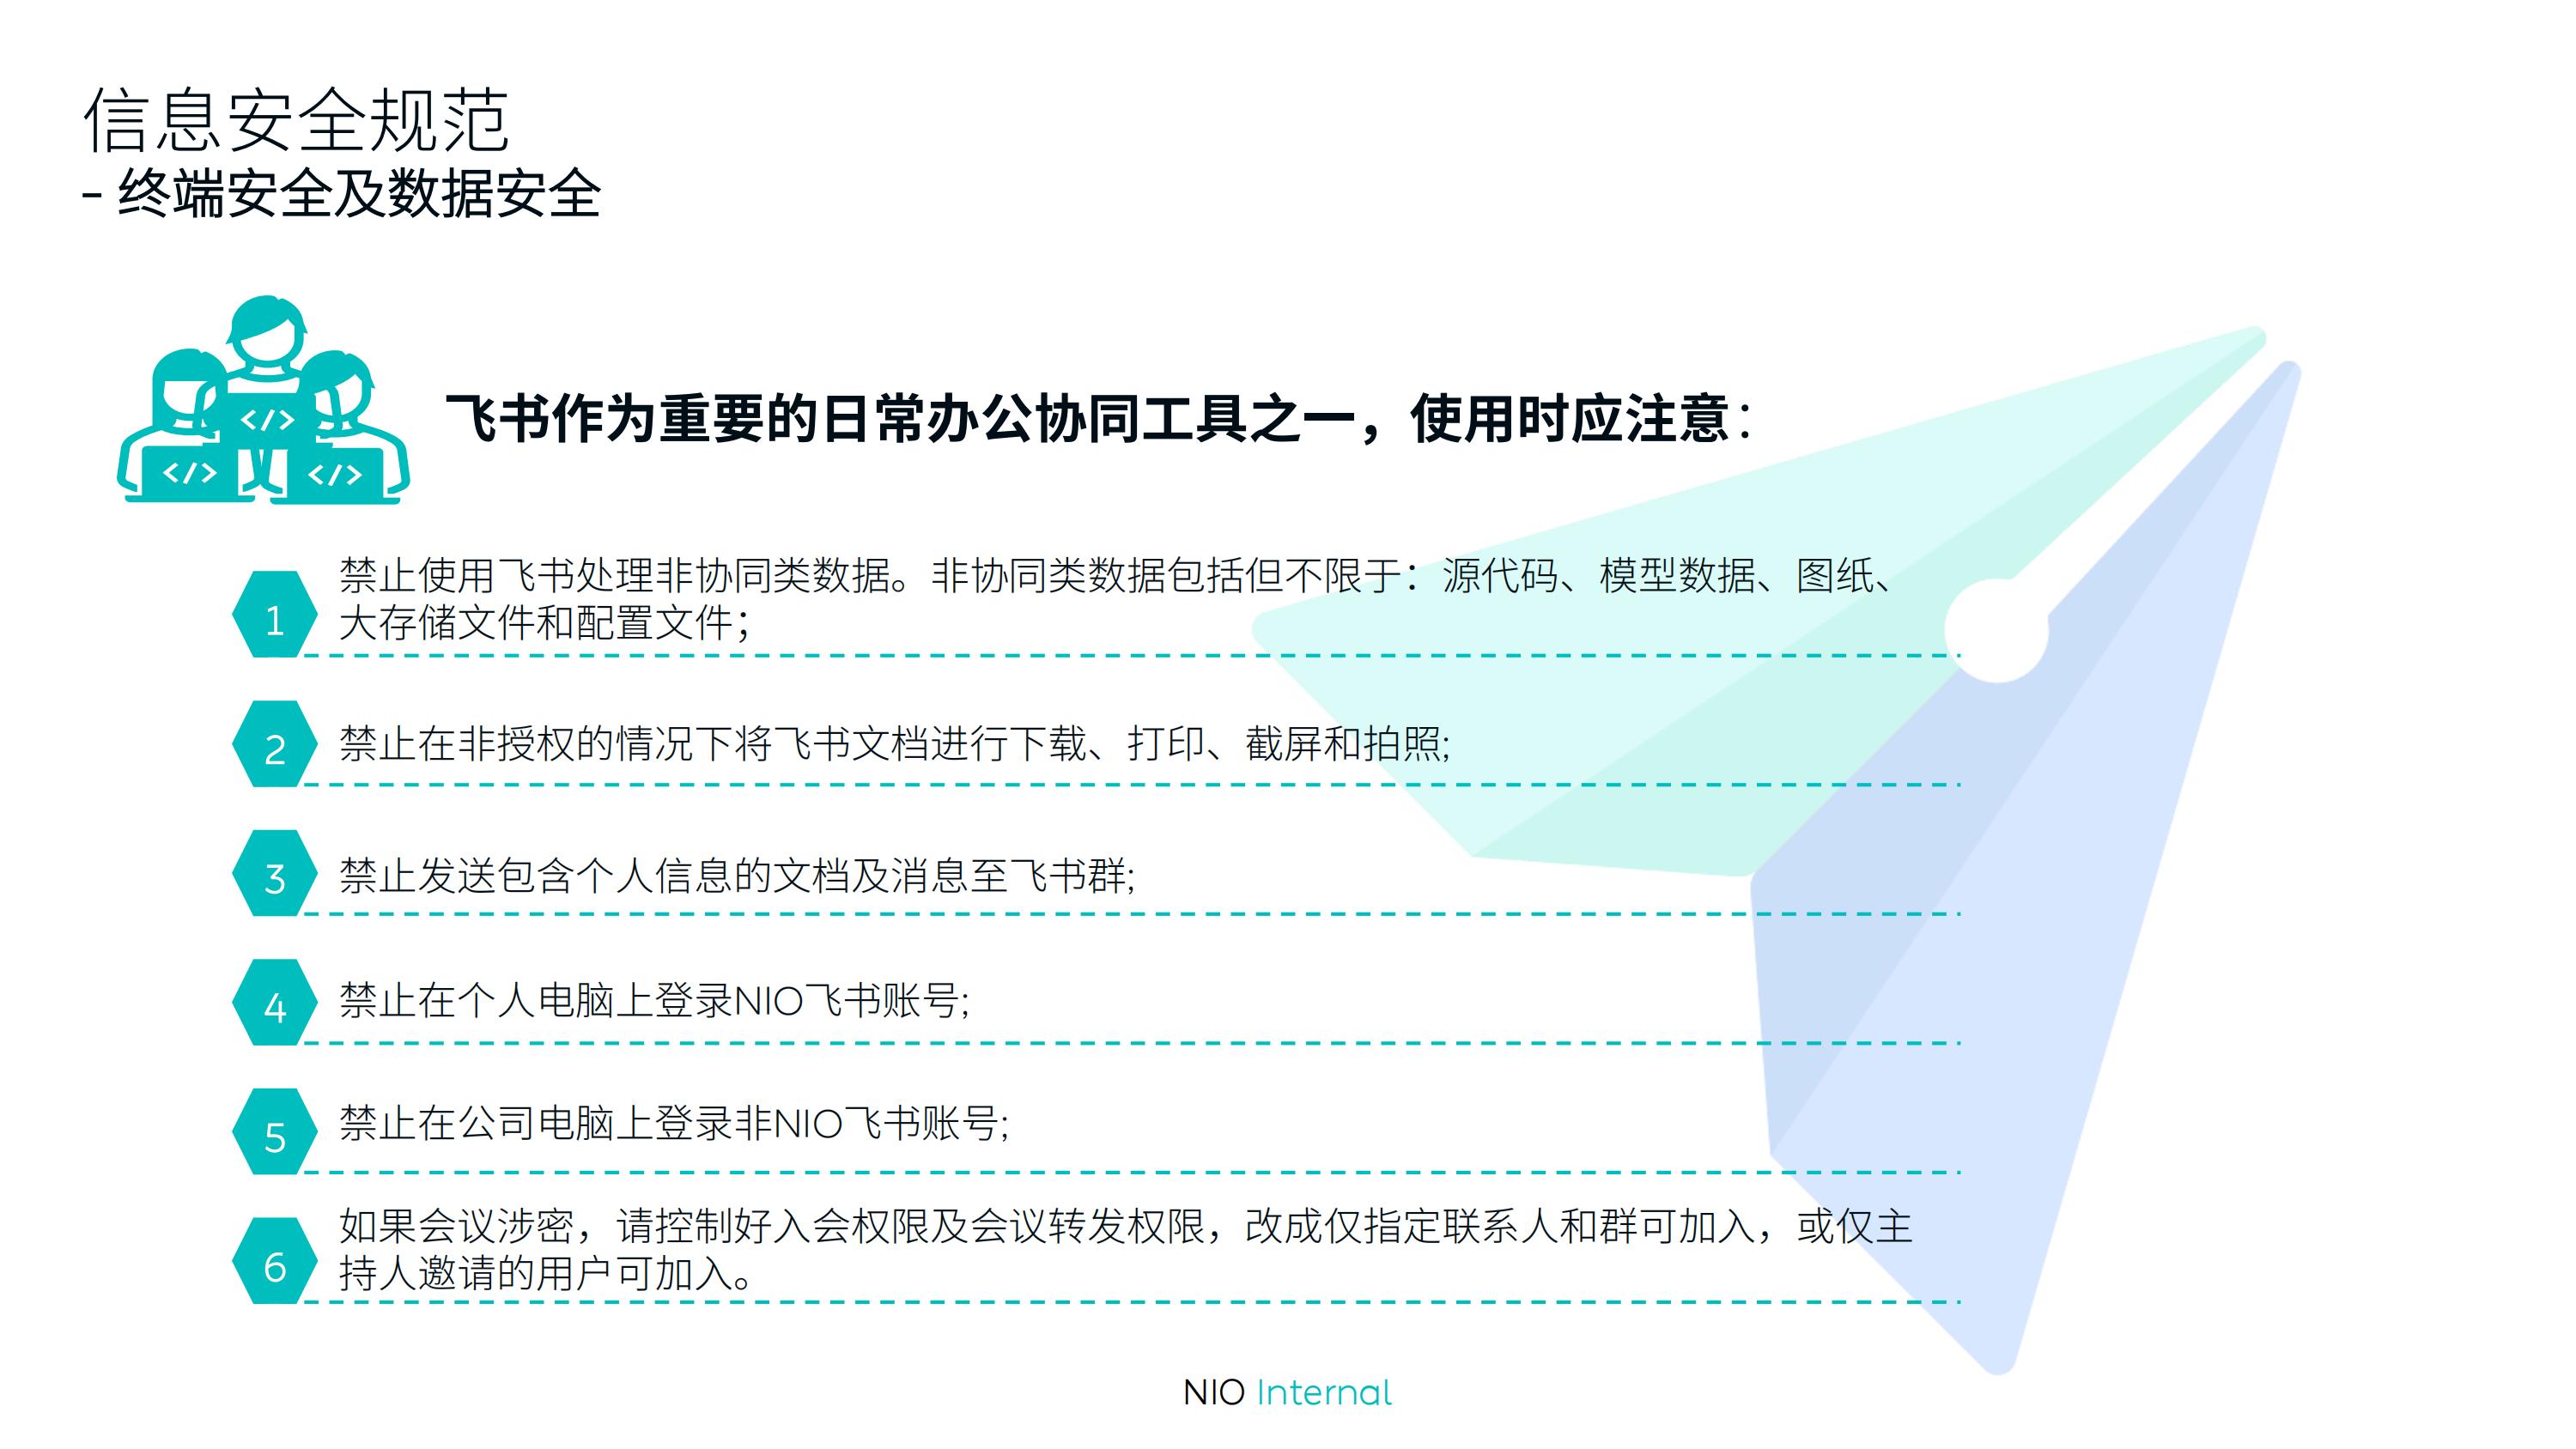 信息安全规范
- 终端安全及数据安全
</>
</>
</>
飞书作为重要的日常办公协同工具之一，使用时应注意：
1
禁止使用飞书处理非协同类数据。非协同类数据包括但不限于：源代码、模型数据、图纸、
大存储文件和配置文件；
2
禁止在非授权的情况下将飞书文档进行下载、打印、截屏和拍照;
3
禁止发送包含个人信息的文档及消息至飞书群;
4
禁止在个人电脑上登录NIO飞书账号;
5
禁止在公司电脑上登录非NIO飞书账号;
6
如果会议涉密，请控制好入会权限及会议转发权限，改成仅指定联系人和群可加入，或仅主
持人邀请的用户可加入。
NIO Internal